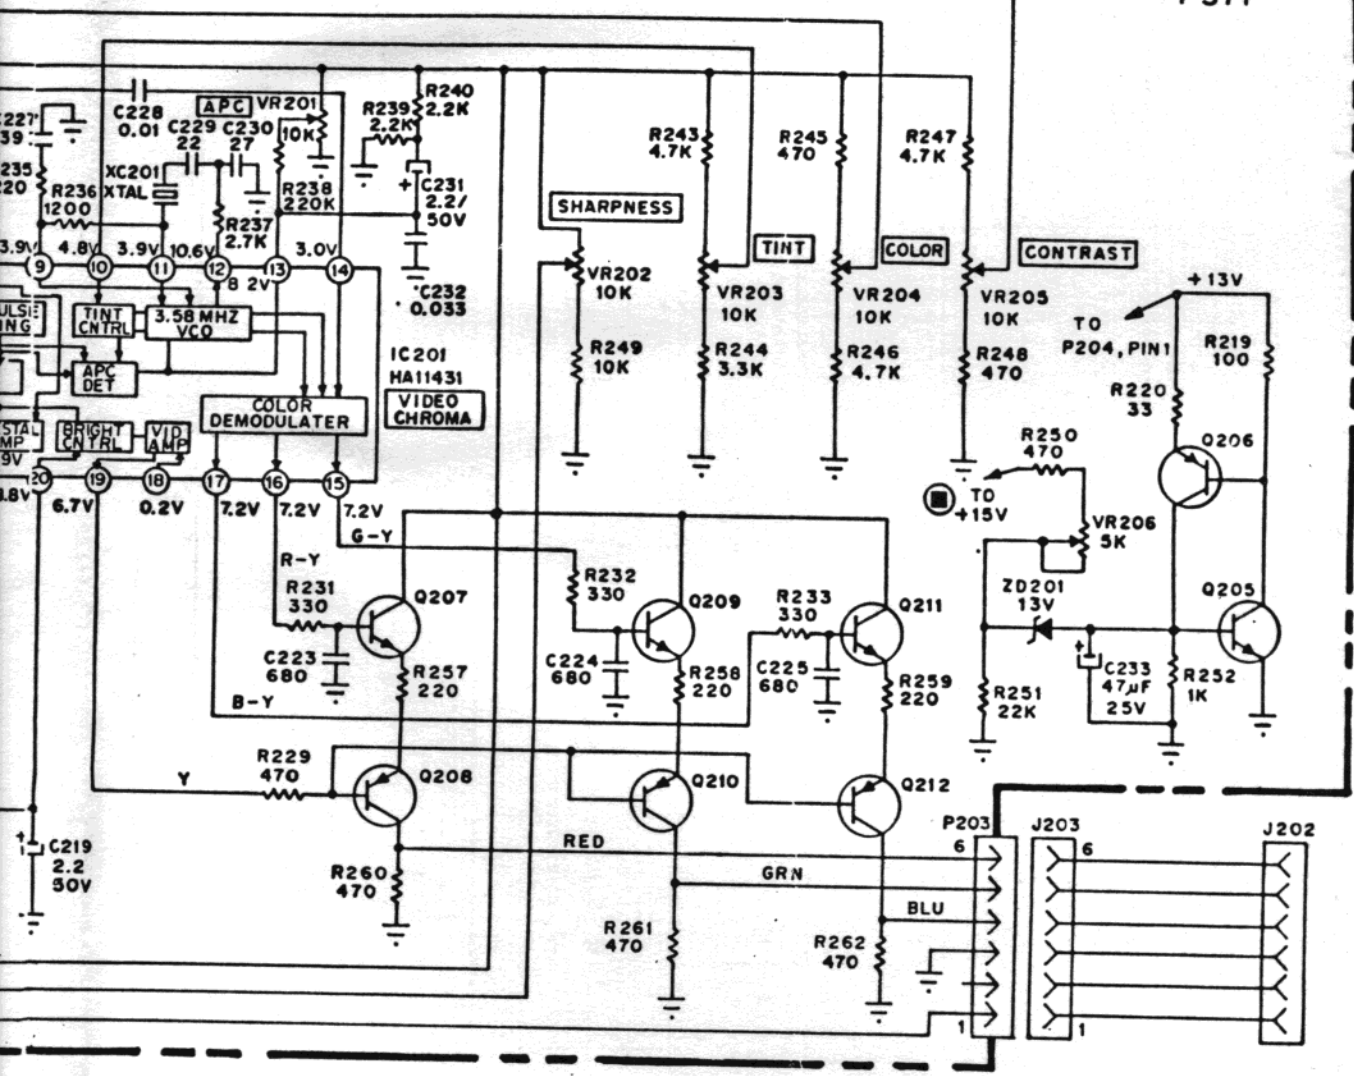 C228
0.01
APC
VR201
10K
C229
22
C230
27
R239
2.2K
R240
2.2K
XC201
XTAL
R236
1200
R238
220K
R237
2.7K
C231
2.2/
50V
C232
0.033
+
3.9V
4.8V
3.9V
10.6V
8.2V
3.0V
9
10
11
12
13
14
TINT
CNTRL
3.58 MHZ
VCO
APC
DET
IC201
HA11431
VIDEO
CHROMA
COLOR
DEMODULATER
BRIGHT
CNTRL
VID
AMP
20
19
18
17
16
15
6.7V
0.2V
7.2V
7.2V
7.2V
SHARPNESS
VR202
10K
R249
10K
R243
4.7K
TINT
VR203
10K
R244
3.3K
R245
470
COLOR
VR204
10K
R246
4.7K
R247
4.7K
CONTRAST
VR205
10K
R248
470
+13V
TO
P204, PIN1
R219
100
R220
33
Q206
R250
470
TO
+15V
VR206
5K
ZD201
13V
Q205
R251
22K
+
C233
47µF
25V
R252
1K
G-Y
R-Y
R231
330
Q207
C223
680
R257
220
B-Y
R232
330
Q209
C224
680
R258
220
R233
330
Q211
C225
680
R259
220
R229
470
Y
Q208
Q210
Q212
+
C219
2.2
50V
R260
470
RED
GRN
BLU
R261
470
R262
470
P203
6
1
J203
6
1
J202